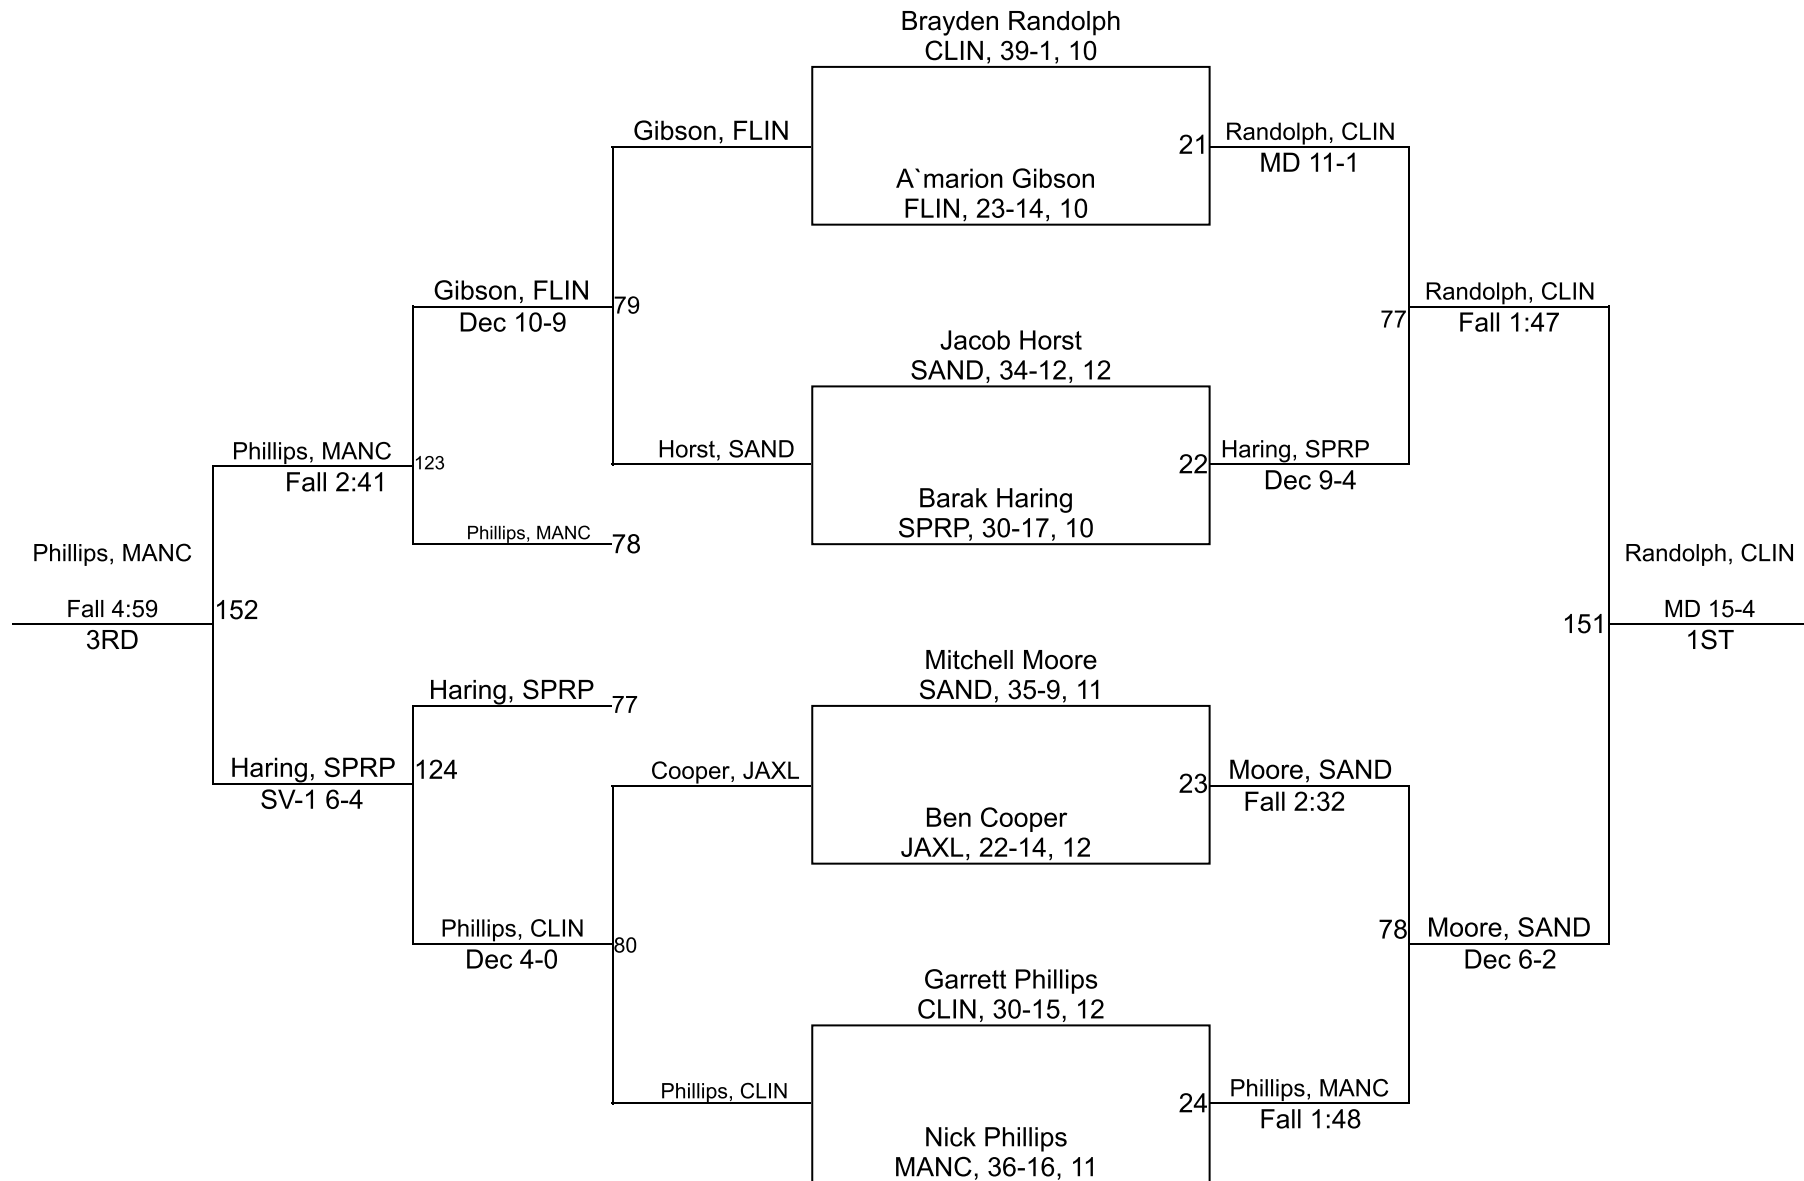 Brayden Randolph
CLIN, 39-1, 10
Gibson, FLIN
21
Randolph, CLIN
MD 11-1
A`marion Gibson
FLIN, 23-14, 10
Gibson, FLIN
Dec 10-9
79
Randolph, CLIN
Fall 1:47
77
Jacob Horst
SAND, 34-12, 12
Phillips, MANC
Fall 2:41
123
Horst, SAND
22
Haring, SPRP
Dec 9-4
Barak Haring
SPRP, 30-17, 10
Phillips, MANC
78
Phillips, MANC
Fall 4:59
3RD
152
Randolph, CLIN
MD 15-4
1ST
151
Mitchell Moore
SAND, 35-9, 11
Haring, SPRP
77
Haring, SPRP
SV-1 6-4
124
Cooper, JAXL
23
Moore, SAND
Fall 2:32
Ben Cooper
JAXL, 22-14, 12
Phillips, CLIN
Dec 4-0
80
78
Moore, SAND
Dec 6-2
Garrett Phillips
CLIN, 30-15, 12
Phillips, CLIN
24
Phillips, MANC
Fall 1:48
Nick Phillips
MANC, 36-16, 11